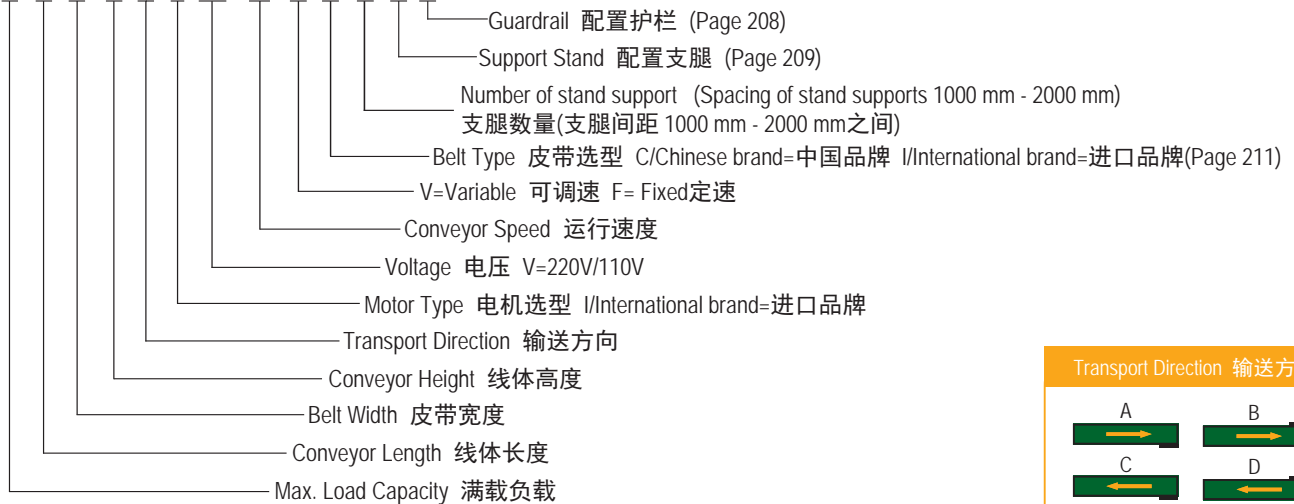 Guardrail 配置护栏 (Page 208)
Support Stand 配置支腿 (Page 209)
Number of stand support (Spacing of stand supports 1000 mm - 2000 mm)
支腿数量(支腿间距 1000 mm - 2000 mm之间)
Belt Type 皮带选型 C/Chinese brand=中国品牌 I/International brand=进口品牌(Page 211)
V=Variable 可调速 F= Fixed定速
Conveyor Speed 运行速度
Voltage 电压 V=220V/110V
Motor Type 电机选型 I/International brand=进口品牌
Transport Direction 输送方向
Conveyor Height 线体高度
Belt Width 皮带宽度
Conveyor Length 线体长度
Max. Load Capacity 满载负载
Transport Direction 输送方
A B
C D